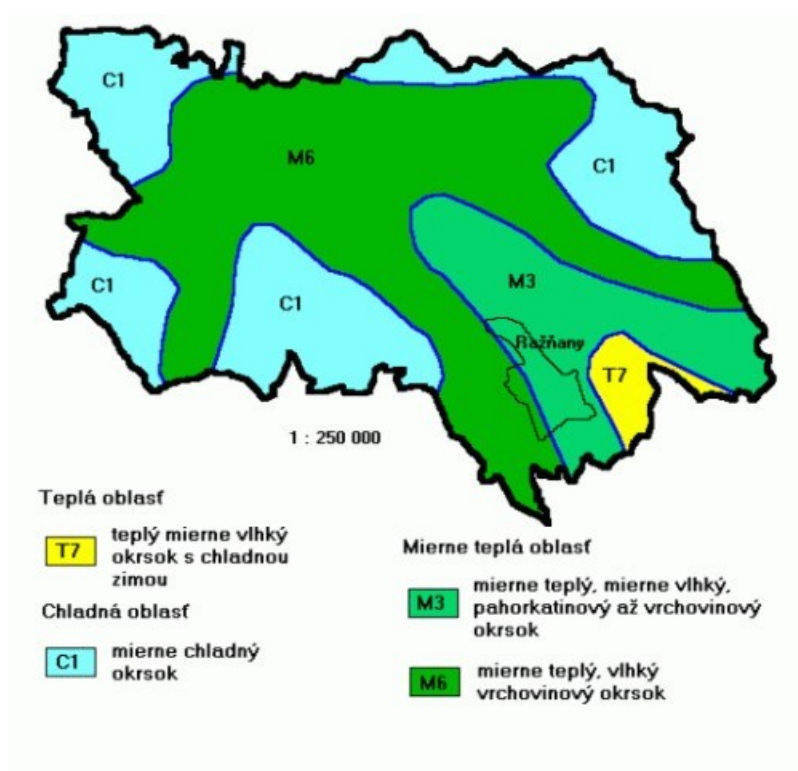 C1
M6
C1
C1
C1
M3
Ražňany
T7
1 : 250 000
Teplá oblasť
T7
teplý mierne vlhký
okrsok s chladnou
zimou
Chladná oblasť
C1
mierne chladný
okrsok
Mierne teplá oblasť
M3
mierne teplý, mierne vlhký,
pahorkatinový až vrchovinový
okrsok
M6
mierne teplý, vlhký
vrchovinový okrsok